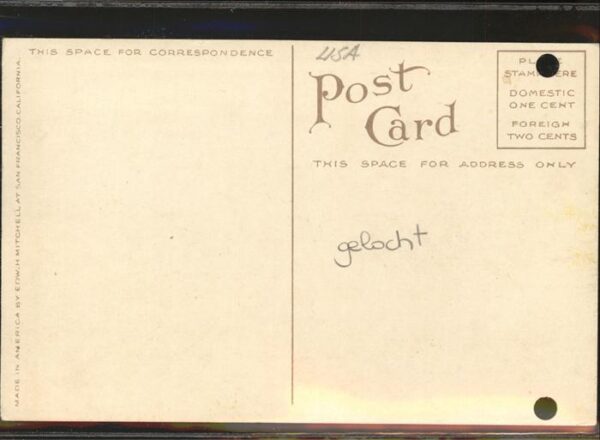 THIS SPACE FOR CORRESPONDENCE
USA
Post
Card
THIS SPACE FOR ADDRESS ONLY
STAMP HERE
DOMESTIC
ONE CENT
FOREIGN
TWO CENTS
gelocht
MADE IN AMERICA BY EDW. H. MITCHELL AT SAN FRANCISCO, CALIFORNIA.